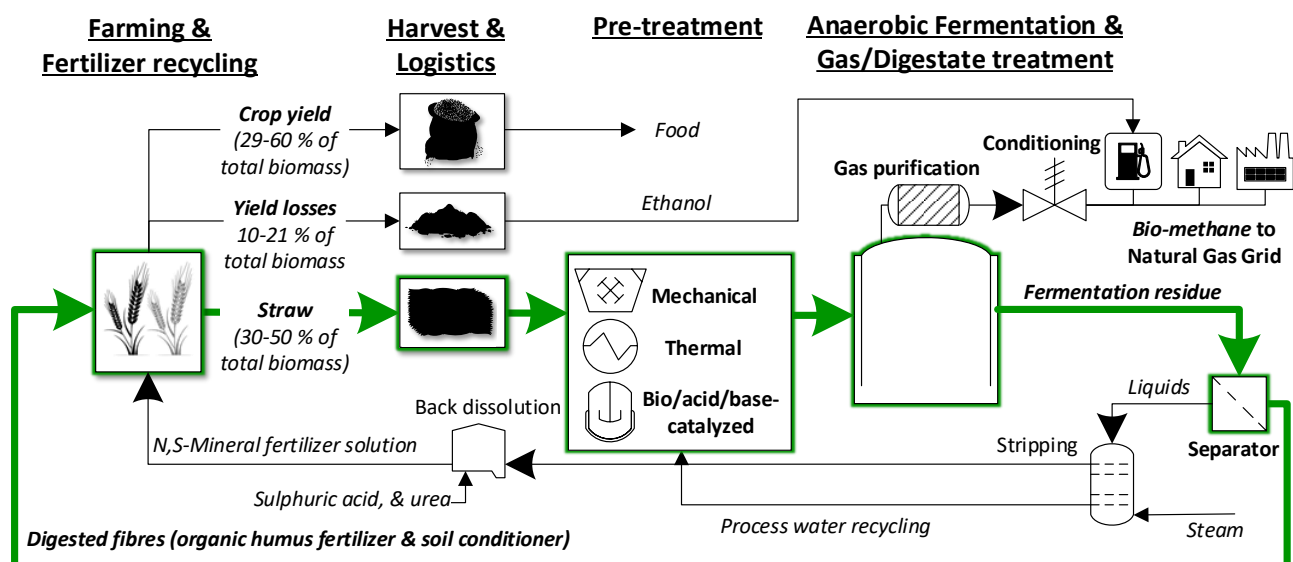 Farming &
Fertilizer recycling
Harvest &
Logistics
Pre-treatment
Anaerobic Fermentation &
Gas/Digestate treatment
Crop yield
(29-60 % of
total biomass)
Food
Yield losses
10-21 % of
total biomass
Ethanol
Straw
(30-50 % of
total biomass)
Mechanical
Thermal
Bio/acid/base-
catalyzed
Gas purification
Conditioning
Bio-methane to
Natural Gas Grid
Fermentation residue
Liquids
Separator
Stripping
Steam
Back dissolution
N,S-Mineral fertilizer solution
Sulphuric acid, & urea
Process water recycling
Digested fibres (organic humus fertilizer & soil conditioner)